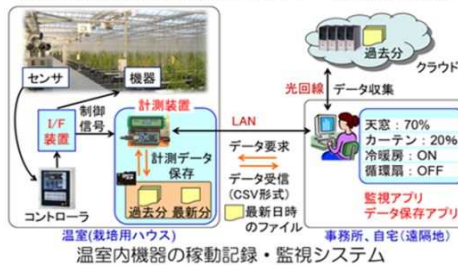 センサ
機器
I/F
装置
制御
信号
計測装置
計測データ
保存
過去分
最新分
コントローラ
温室(栽培用ハウス)
LAN
データ要求
データ受信
(CSV形式)
最新日時
のファイル
過去分
クラウド
光回線
データ収集
天窓：70%
カーテン：20%
冷暖房：ON
循環扇：OFF
監視アプリ
データ保存アプリ
事務所、自宅(遠隔地)
温室内機器の稼動記録・監視システム